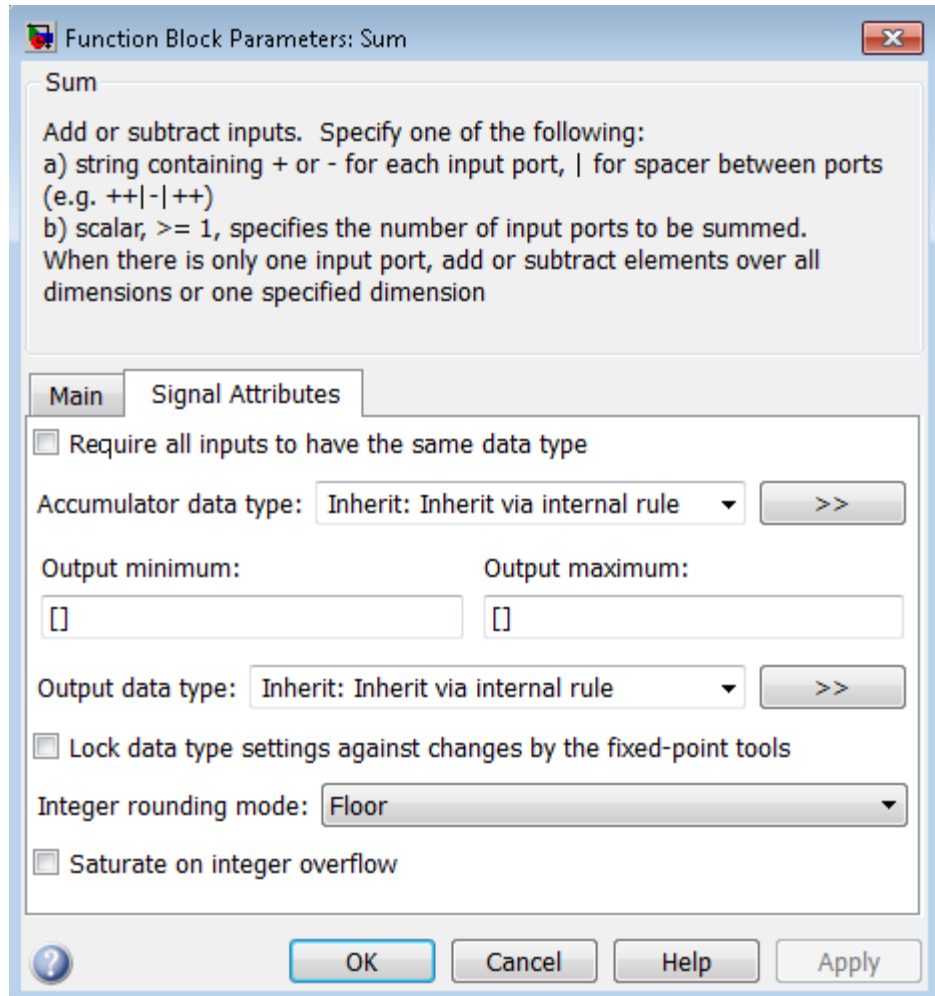 Function Block Parameters: Sum
Sum
Add or subtract inputs.  Specify one of the following:
a) string containing + or - for each input port, | for spacer between ports
(e.g. ++|-|++)
b) scalar, >= 1, specifies the number of input ports to be summed.
When there is only one input port, add or subtract elements over all
dimensions or one specified dimension
Main Signal Attributes
Require all inputs to have the same data type
Accumulator data type: Inherit: Inherit via internal rule >>
Output minimum: Output maximum:
[] []
Output data type: Inherit: Inherit via internal rule >>
Lock data type settings against changes by the fixed-point tools
Integer rounding mode: Floor
Saturate on integer overflow
? OK Cancel Help Apply